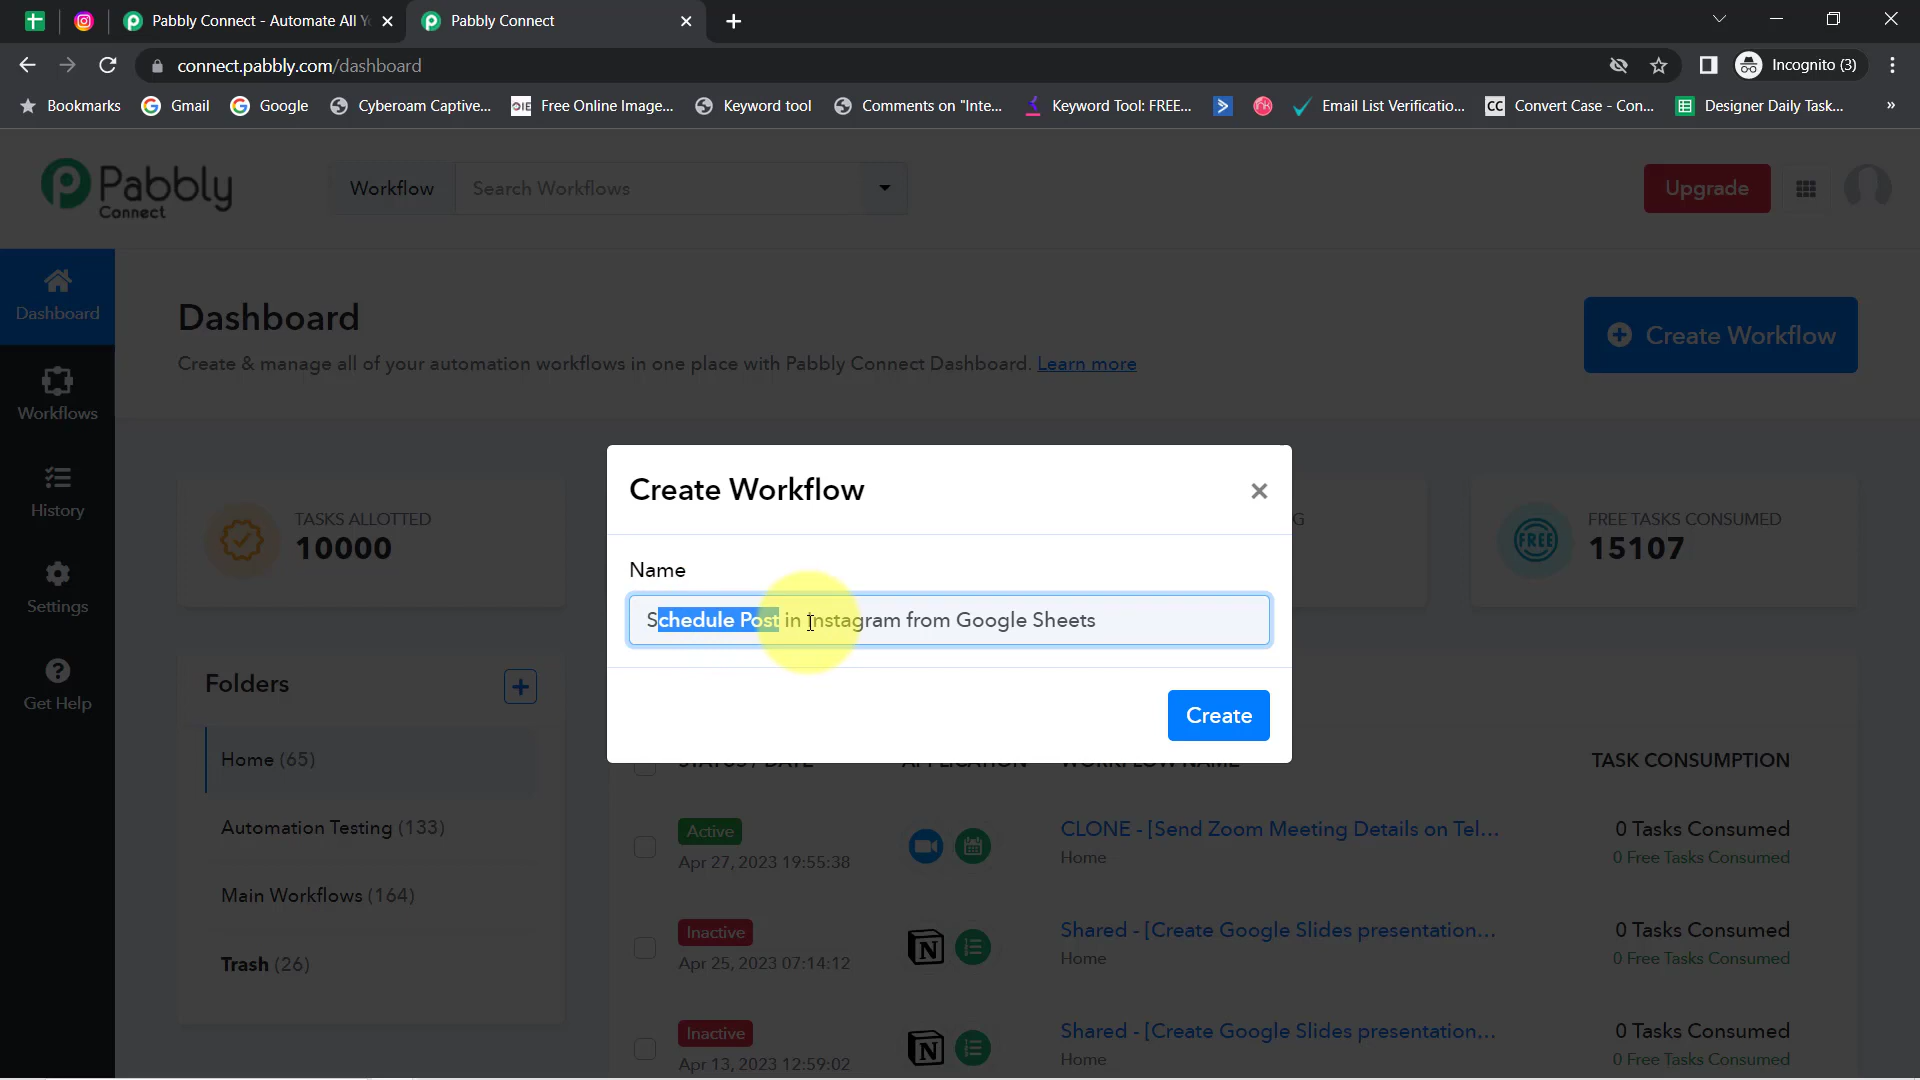 Pabbly Connect - Automate All Y
Pabbly Connect
connect.pabbly.com/dashboard
Incognito (3)
Bookmarks
Gmail
Google
Cyberoam Captive...
OIE
Free Online Image...
Keyword tool
Comments on "Inte...
Keyword Tool: FREE...
Email List Verificatio...
CC
Convert Case - Con...
Designer Daily Task...
»
Pabbly
Connect
Workflow
Search Workflows
Upgrade
Dashboard
Workflows
History
Settings
Get Help
Dashboard
Create & manage all of your automation workflows in one place with Pabbly Connect Dashboard. Learn more
Create Workflow
TASKS ALLOTTED
10000
G
FREE
FREE TASKS CONSUMED
15107
Create Workflow
×
Name
Schedule Post in Instagram from Google Sheets
Create
Folders
Home (65)
Automation Testing (133)
Main Workflows (164)
Trash (26)
STATUS / DATE
APPLICATION
WORKFLOW NAME
TASK CONSUMPTION
Active
Apr 27, 2023 19:55:38
CLONE - [Send Zoom Meeting Details on Tel...
Home
0 Tasks Consumed
0 Free Tasks Consumed
Inactive
Apr 25, 2023 07:14:12
Shared - [Create Google Slides presentation...
Home
0 Tasks Consumed
0 Free Tasks Consumed
Inactive
Apr 13, 2023 12:59:02
Shared - [Create Google Slides presentation...
Home
0 Tasks Consumed
0 Free Tasks Consumed